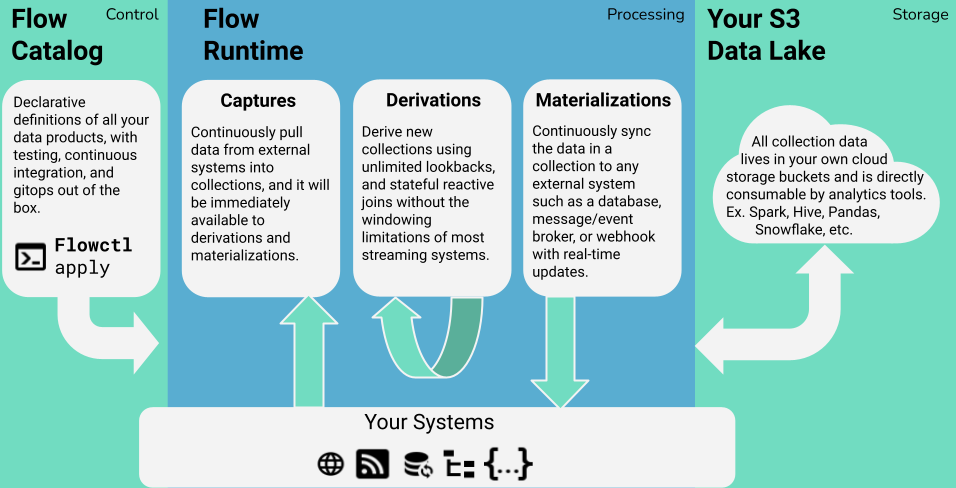 Flow
Catalog
Control
Declarative
definitions of all your
data products, with
testing, continuous
integration, and
gitops out of the
box.
Flowctl
apply
Flow
Runtime
Processing
Captures
Continuously pull
data from external
systems into
collections, and it will
be immediately
available to
derivations and
materializations.
Derivations
Derive new
collections using
unlimited lookbacks,
and stateful reactive
joins without the
windowing
limitations of most
streaming systems.
Materializations
Continuously sync
the data in a
collection to any
external system
such as a database,
message/event
broker, or webhook
with real-time
updates.
Your S3
Data Lake
Storage
All collection data
lives in your own cloud
storage buckets and is directly
consumable by analytics tools.
Ex. Spark, Hive, Pandas,
Snowflake, etc.
Your Systems
{...}